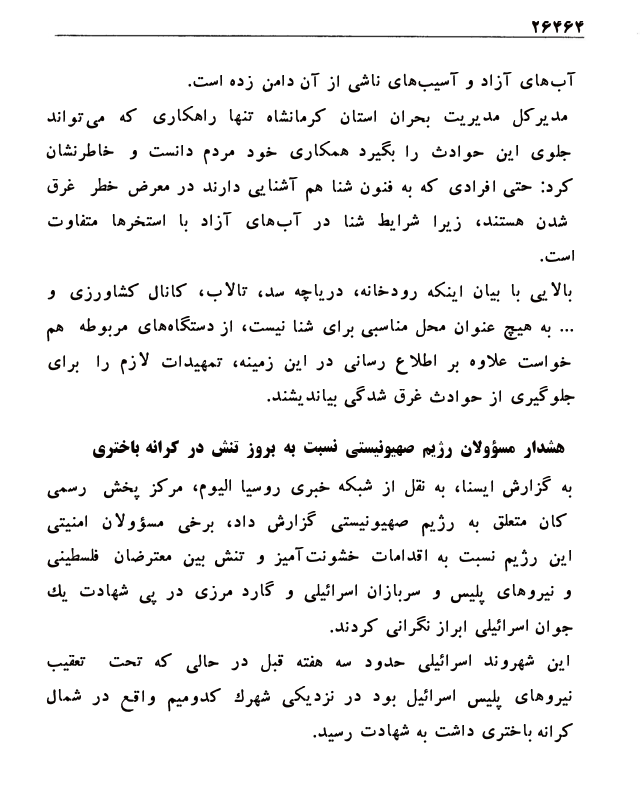 ۲۶۴۶۴
آب‌های آزاد و آسیب‌های ناشی از آن دامن زده است.
مدیرکل مدیریت بحران استان کرمانشاه تنها راهکاری که می‌تواند
جلوی این حوادث را بگیرد همکاری خود مردم دانست و خاطرنشان
کرد: حتی افرادی که به فنون شنا هم آشنایی دارند در معرض خطر غرق
شدن هستند، زیرا شرایط شنا در آب‌های آزاد با استخرها متفاوت
است.
بالایی با بیان اینکه رودخانه، دریاچه سد، تالاب، کانال کشاورزی و
... به هیچ عنوان محل مناسبی برای شنا نیست، از دستگاه‌های مربوطه هم
خواست علاوه بر اطلاع رسانی در این زمینه، تمهیدات لازم را برای
جلوگیری از حوادث غرق شدگی بیاندیشند.
هشدار مسؤولان رژیم صهیونیستی نسبت به بروز تنش در کرانه باختری
به گزارش ایسنا، به نقل از شبکه خبری روسیا الیوم، مرکز پخش رسمی
کان متعلق به رژیم صهیونیستی گزارش داد، برخی مسؤولان امنیتی
این رژیم نسبت به اقدامات خشونت‌آمیز و تنش بین معترضان فلسطینی
و نیروهای پلیس و سربازان اسرائیلی و گارد مرزی در پی شهادت یك
جوان اسرائیلی ابراز نگرانی کردند.
این شهروند اسرائیلی حدود سه هفته قبل در حالی که تحت تعقیب
نیروهای پلیس اسرائیل بود در نزدیکی شهرك کدومیم واقع در شمال
کرانه باختری داشت به شهادت رسید.